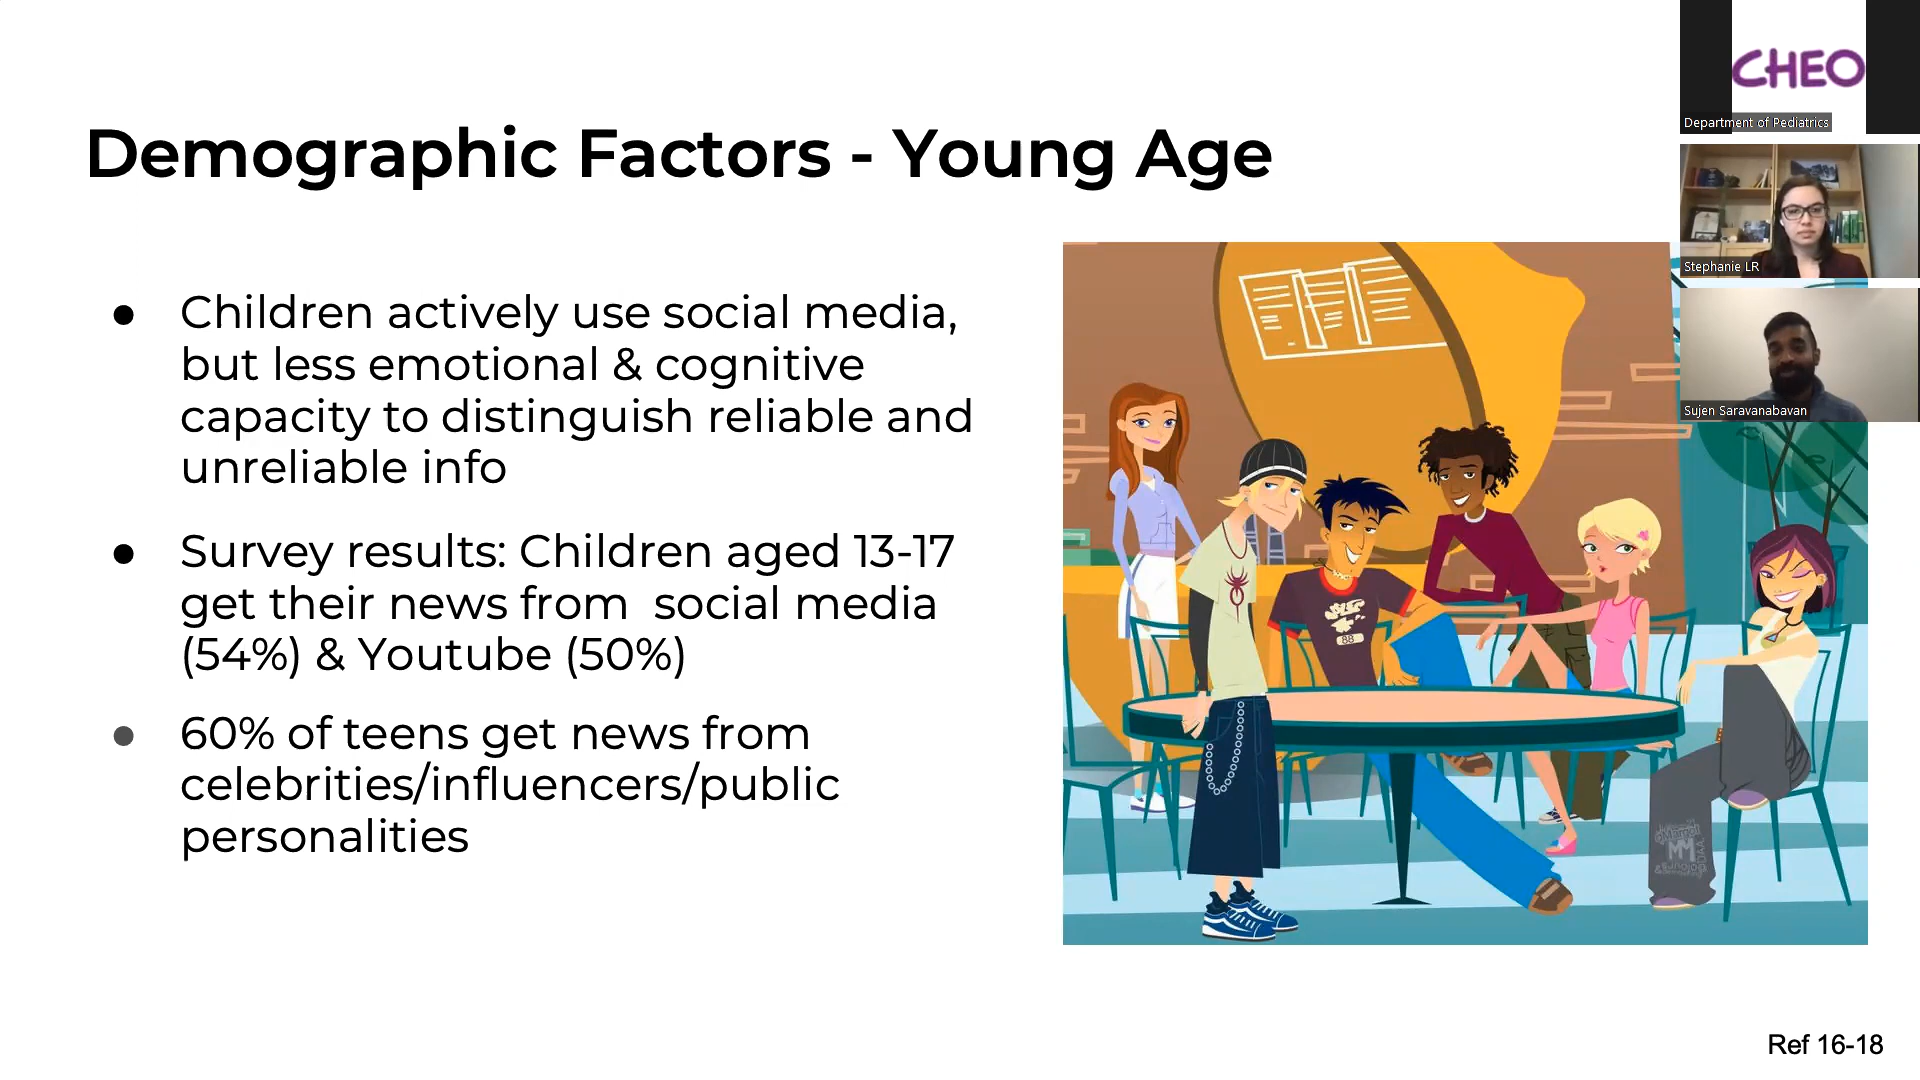 Demographic Factors - Young Age
● Children actively use social media,
but less emotional & cognitive
capacity to distinguish reliable and
unreliable info
● Survey results: Children aged 13-17
get their news from  social media
(54%) & Youtube (50%)
● 60% of teens get news from
celebrities/influencers/public
personalities
88
Ref 16-18
CHEO
Department of Pediatrics
Stephanie LR
Sujen Saravanabavan